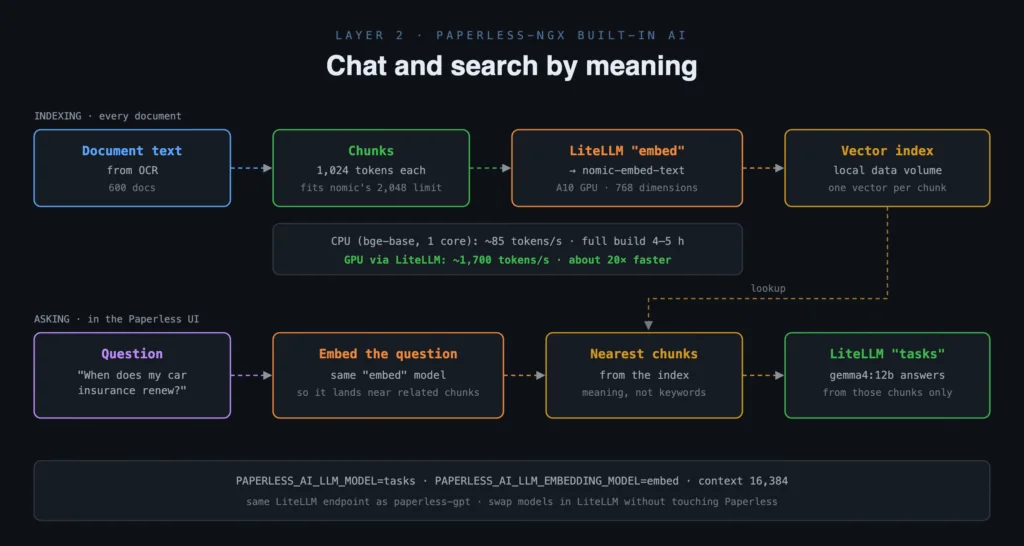 LAYER 2 · PAPERLESS-NGX BUILT-IN AI
Chat and search by meaning
INDEXING · every document
Document text
from OCR
600 docs
Chunks
1,024 tokens each
fits nomic's 2,048 limit
LiteLLM "embed"
→ nomic-embed-text
A10 GPU · 768 dimensions
Vector index
local data volume
one vector per chunk
CPU (bge-base, 1 core): ~85 tokens/s · full build 4–5 h
GPU via LiteLLM: ~1,700 tokens/s · about 20× faster
lookup
ASKING · in the Paperless UI
Question
"When does my car
insurance renew?"
Embed the question
same "embed" model
so it lands near related chunks
Nearest chunks
from the index
meaning, not keywords
LiteLLM "tasks"
gemma4:12b answers
from those chunks only
PAPERLESS_AI_LLM_MODEL=tasks · PAPERLESS_AI_LLM_EMBEDDING_MODEL=embed · context 16,384
same LiteLLM endpoint as paperless-gpt · swap models in LiteLLM without touching Paperless